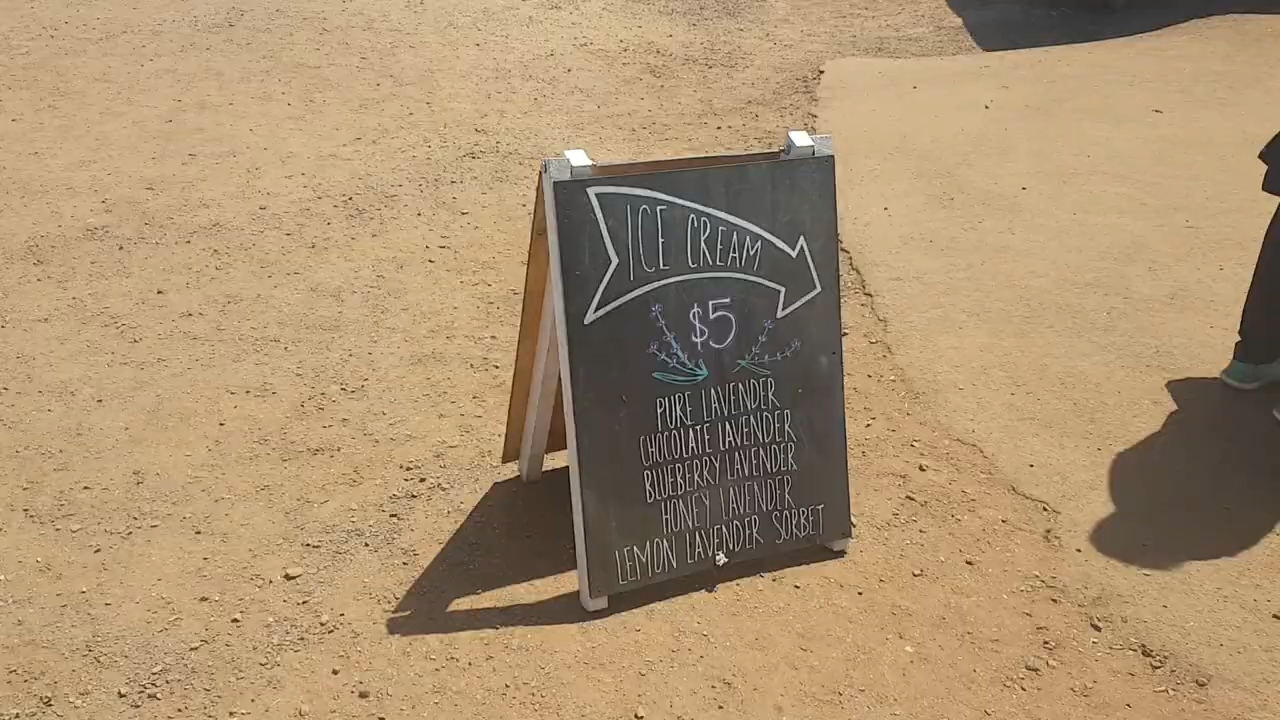 ICE CREAM
$5
PURE LAVENDER
CHOCOLATE LAVENDER
BLUEBERRY LAVENDER
HONEY LAVENDER
LEMON LAVENDER SORBET